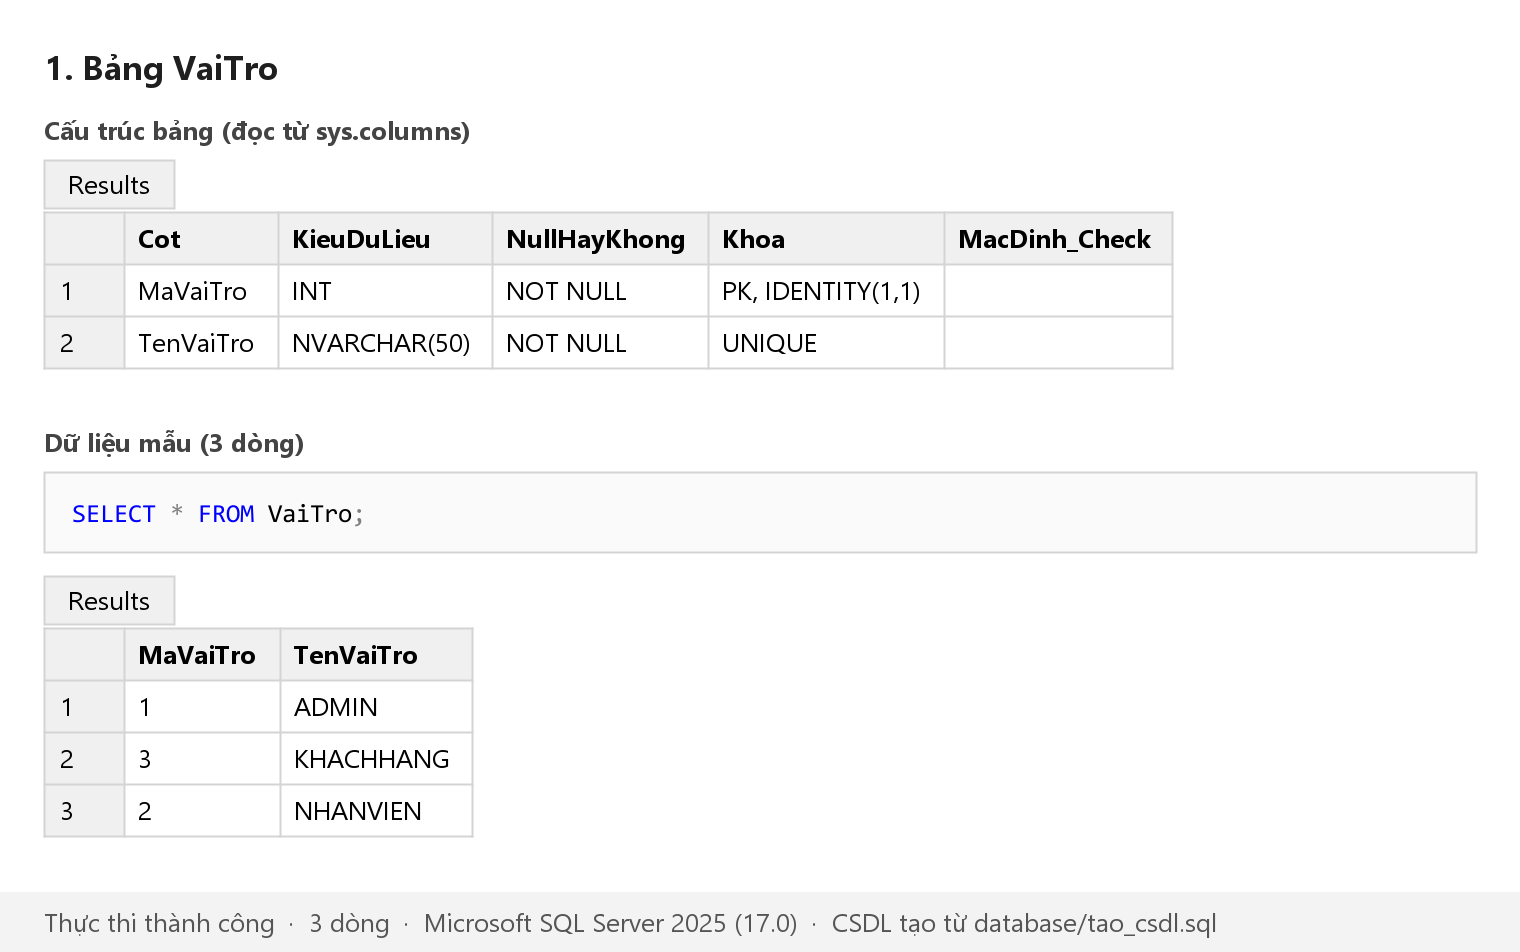 1. Bảng VaiTro
Cấu trúc bảng (đọc từ sys.columns)
Results
Cot KieuDuLieu NullHayKhong Khoa MacDinh_Check
1 MaVaiTro INT NOT NULL PK, IDENTITY(1,1)
2 TenVaiTro NVARCHAR(50) NOT NULL UNIQUE
Dữ liệu mẫu (3 dòng)
SELECT * FROM VaiTro;
Results
MaVaiTro TenVaiTro
1 1 ADMIN
2 3 KHACHHANG
3 2 NHANVIEN
Thực thi thành công · 3 dòng · Microsoft SQL Server 2025 (17.0) · CSDL tạo từ database/tao_csdl.sql